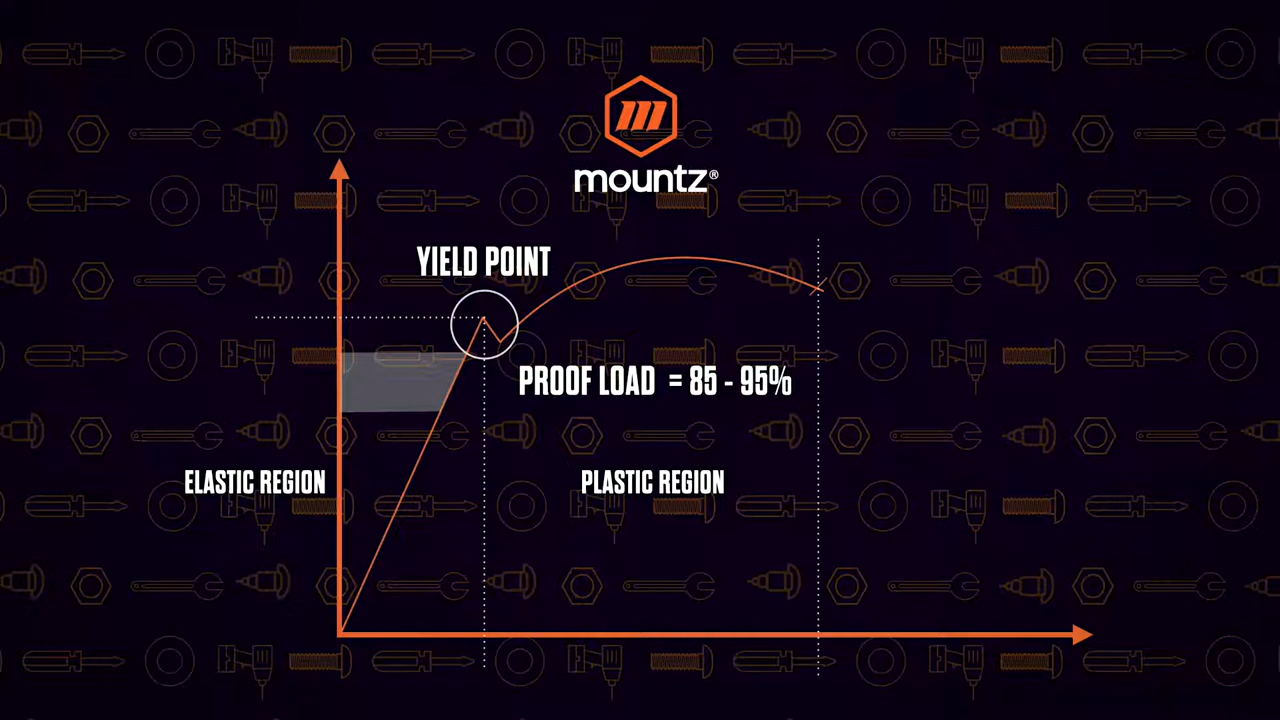 mountz®
YIELD POINT
PROOF LOAD = 85 - 95%
ELASTIC REGION
PLASTIC REGION